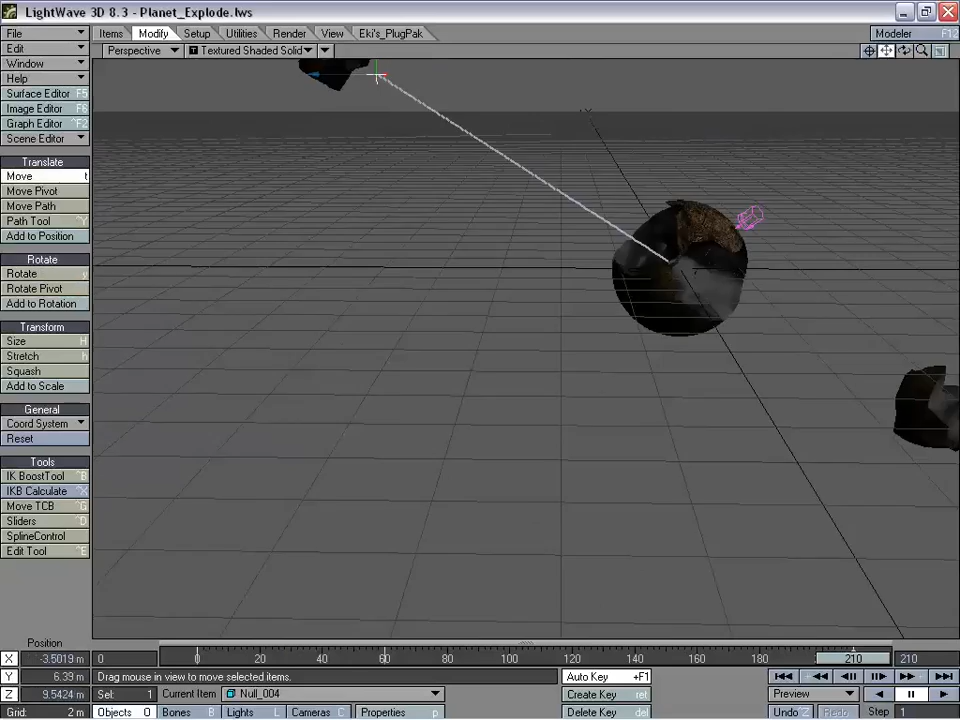 LightWave 3D 8.3 - Planet_Explode.lws
File
Items Modify Setup Utilities Render View Eki's_PlugPak
Modeler F12
Edit
Perspective Textured Shaded Solid
Window
Help
Surface Editor F5
Image Editor F6
Graph Editor ^F2
Scene Editor
Translate
Move t
Move Pivot
Move Path
Path Tool ^Y
Add to Position
Rotate
Rotate y
Rotate Pivot
Add to Rotation
Transform
Size H
Stretch h
Squash
Add to Scale
General
Coord System
Reset
Tools
IK BoostTool ^B
IKB Calculate ^X
Move TCB ^G
Sliders ^D
SplineControl
Edit Tool ^E
Position
X -3.5019 m 0 0 20 40 60 80 100 120 140 160 180 210 210
Y 6.39 m Drag mouse in view to move selected items. Auto Key +F1
Z 9.5424 m Sel: 1 Current Item Null_004 Create Key ret Preview
Grid: 2 m Objects O Bones B Lights L Cameras C Properties p Delete Key del Undo ^Z Redo Step 1